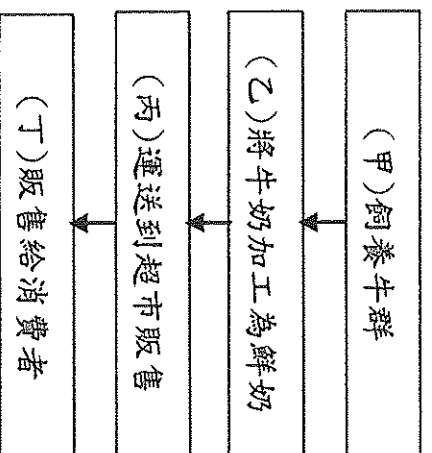 （甲）飼養牛群
（乙）將牛奶加工為鮮奶
（丙）運送到超市販售
（丁）販售給消費者